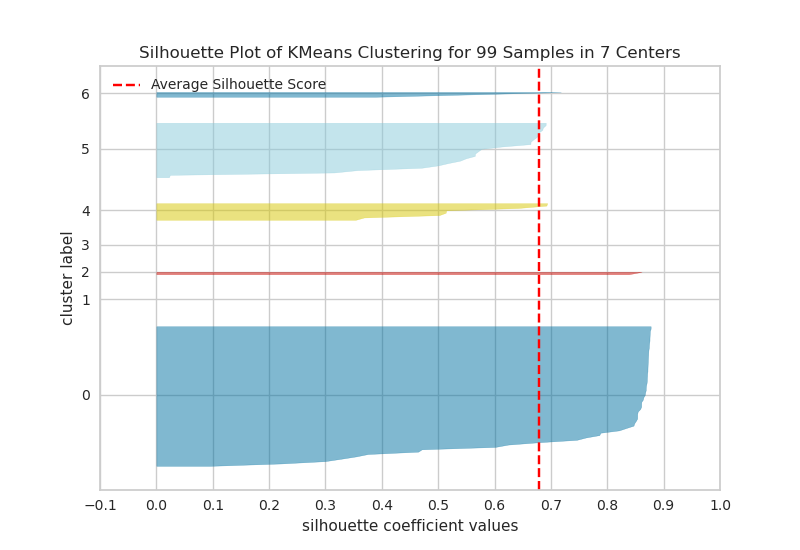 Silhouette Plot of KMeans Clustering for 99 Samples in 7 Centers
Average Silhouette Score
6
5
4
3
2
1
0
cluster label
−0.1 0.0 0.1 0.2 0.3 0.4 0.5 0.6 0.7 0.8 0.9 1.0
silhouette coefficient values